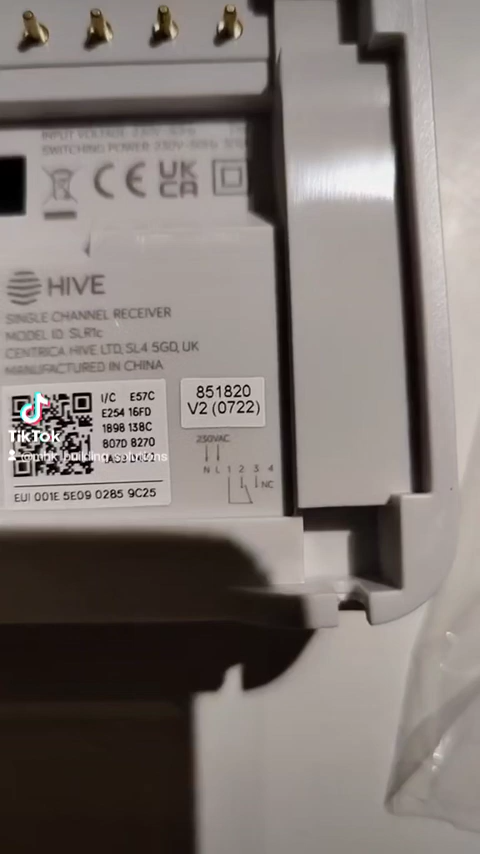 INPUT VOLTAGE 230V~50Hz
SWITCHING POWER 230V~50Hz
CE
UK
CA
HIVE
SINGLE CHANNEL RECEIVER
MODEL ID: SLR1c
CENTRICA HIVE LTD, SL4 5GD, UK
MANUFACTURED IN CHINA
I/C E57C
E254 16FD
1898 138C
807D 8270
EUI 001E 5E09 0285 9C25
851820
V2 (0722)
230VAC
N L 1 2 3 4
NC
TikTok
@mhk_building_solutions